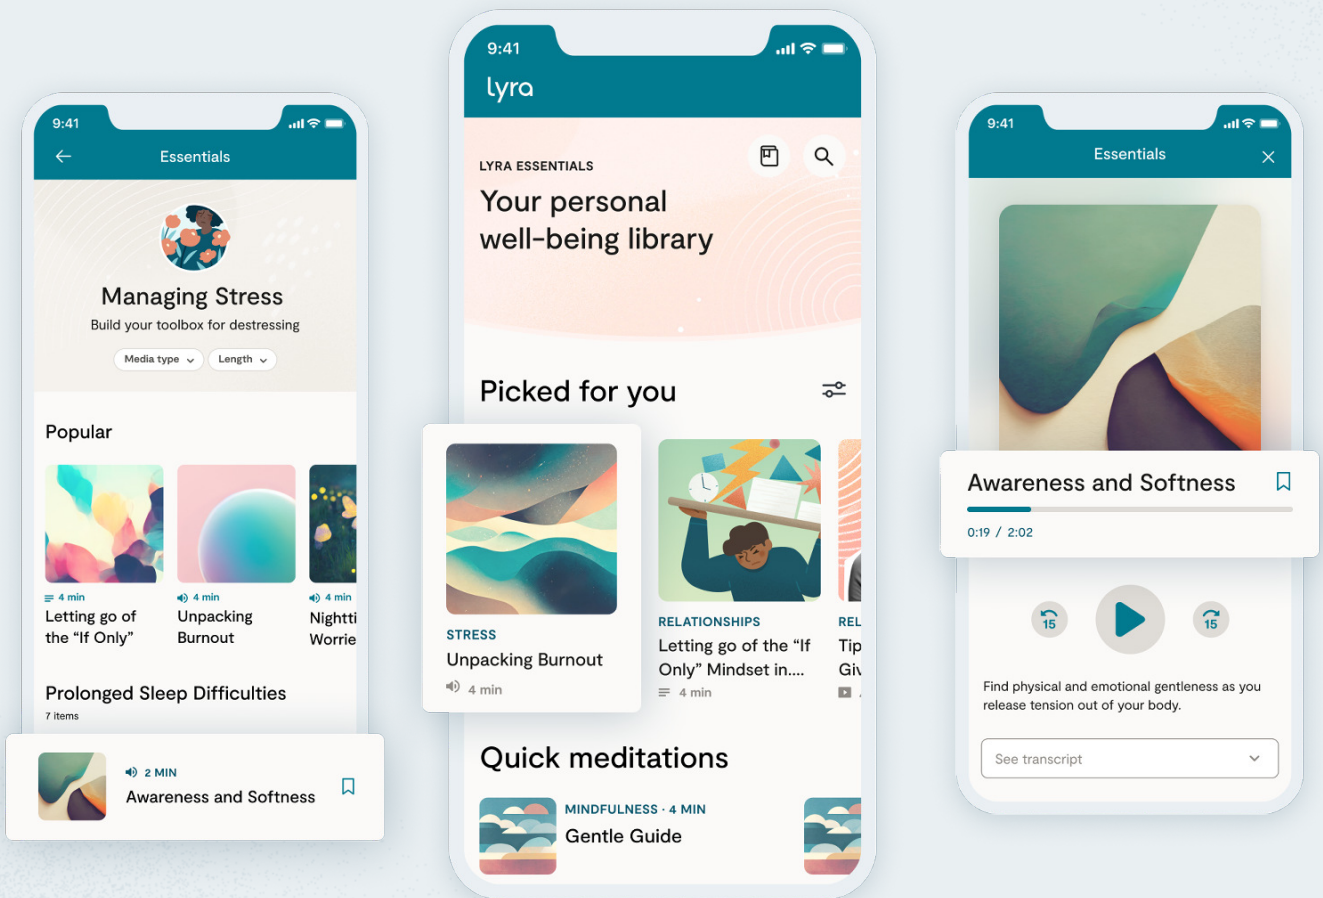 9:41
Essentials
Managing Stress
Build your toolbox for destressing
Media type
Length
Popular
4 min
Letting go of
the “If Only”
4 min
Unpacking
Burnout
4 min
Prolonged Sleep Difficulties
7 items
2 MIN
Awareness and Softness
9:41
lyra
LYRA ESSENTIALS
Your personal
well-being library
Picked for you
STRESS
Unpacking Burnout
4 min
RELATIONSHIPS
Letting go of the “If
Only” Mindset in....
4 min
REL
Tip
Quick meditations
MINDFULNESS · 4 MIN
Gentle Guide
9:41
Essentials
Awareness and Softness
0:19 / 2:02
15
15
Find physical and emotional gentleness as you
release tension out of your body.
See transcript